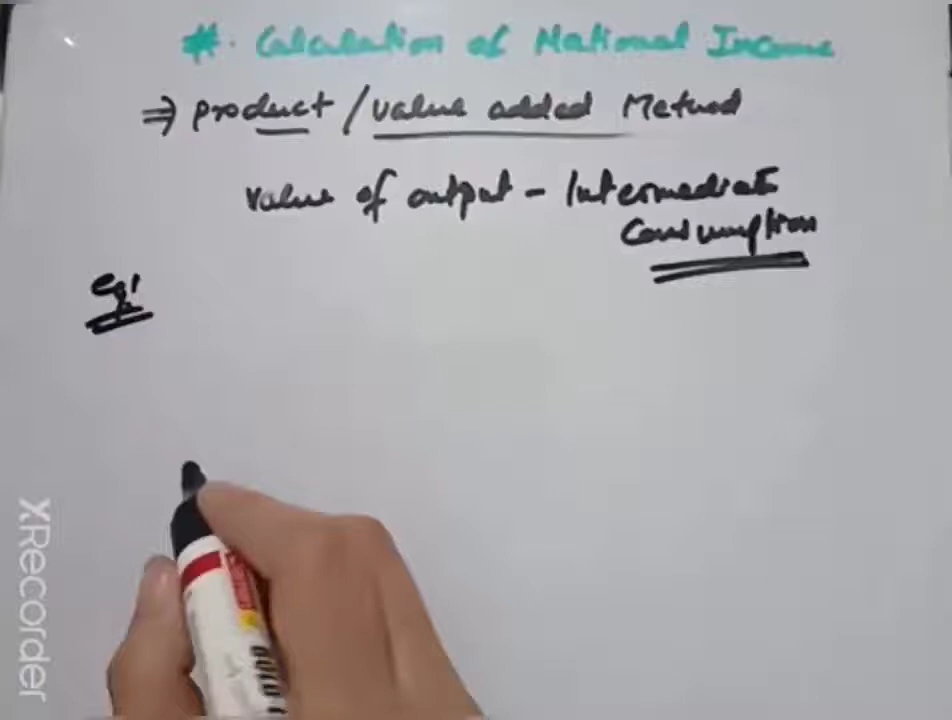 #. Calculation of National Income
⇒ product / value added Method
value of output - Intermediate
Consumption
eg!
XRecorder